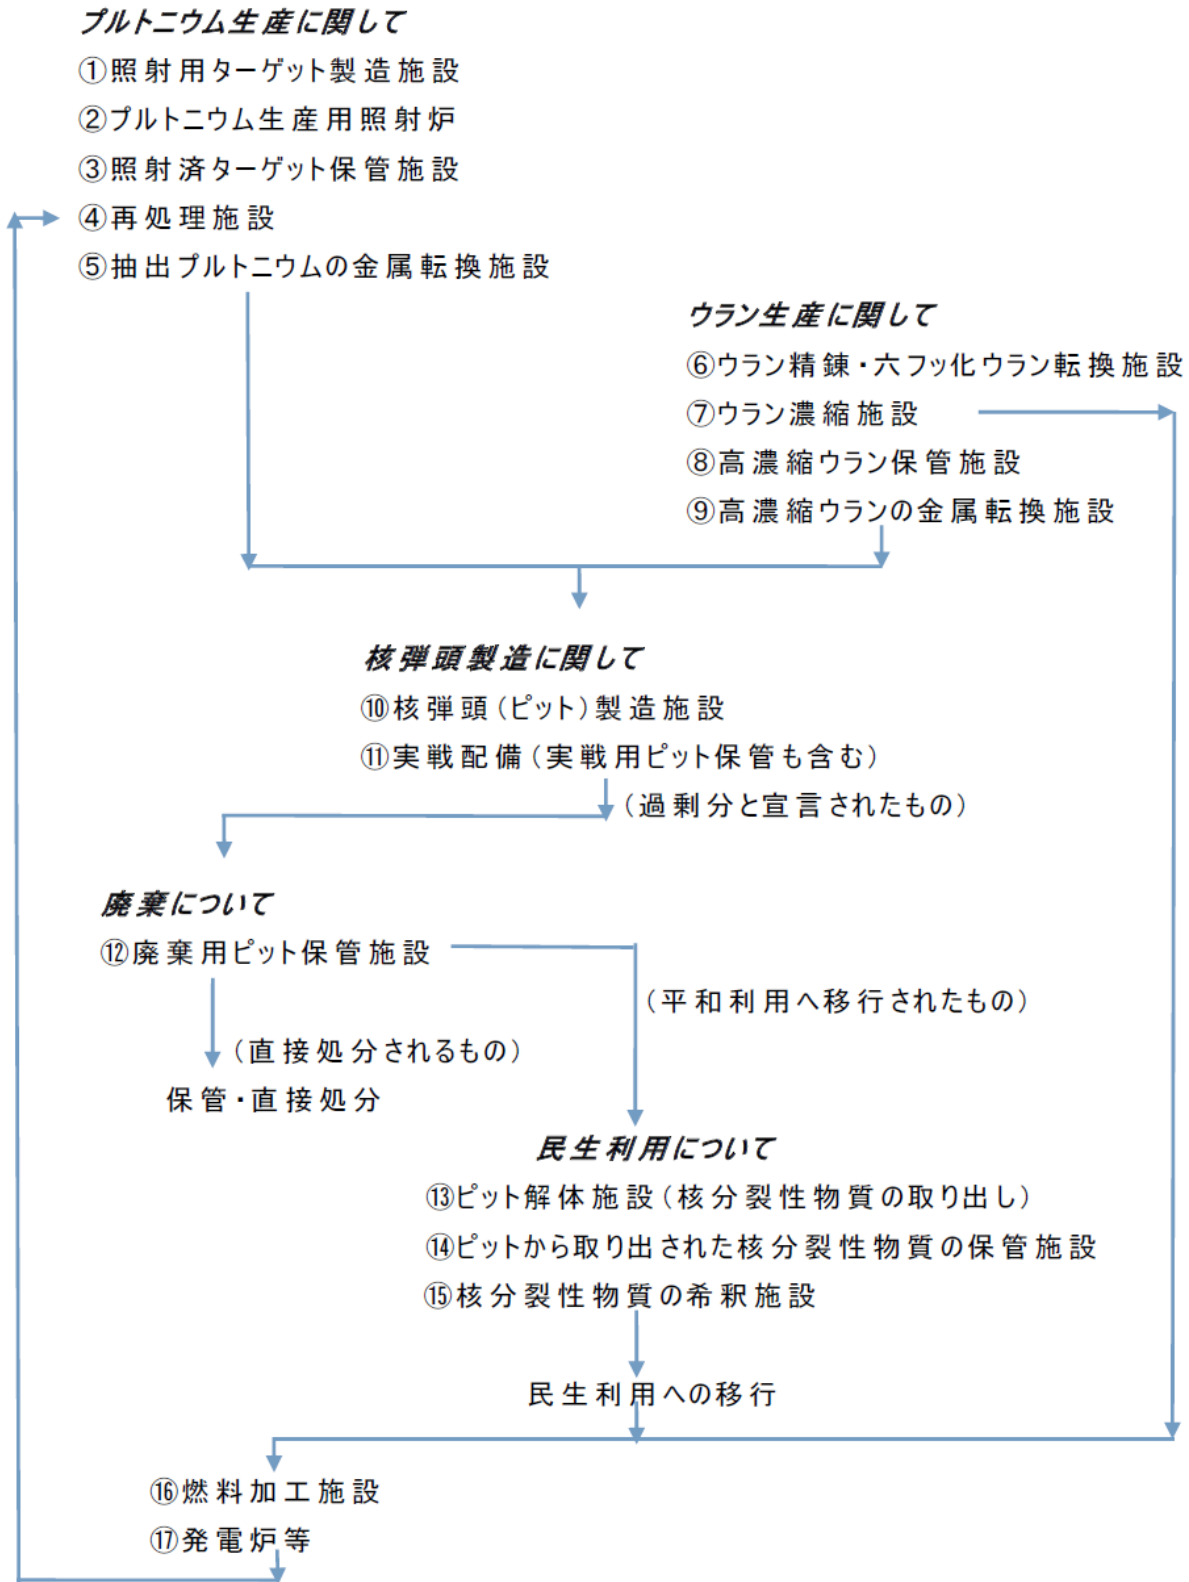 プルトニウム生産に関して
①照射用ターゲット製造施設
②プルトニウム生産用照射炉
③照射済ターゲット保管施設
④再処理施設
⑤抽出プルトニウムの金属転換施設
ウラン生産に関して
⑥ウラン精錬・六フッ化ウラン転換施設
⑦ウラン濃縮施設
⑧高濃縮ウラン保管施設
⑨高濃縮ウランの金属転換施設
核弾頭製造に関して
⑩核弾頭(ピット)製造施設
⑪実戦配備(実戦用ピット保管も含む)
(過剰分と宣言されたもの)
廃棄について
⑫廃棄用ピット保管施設
(平和利用へ移行されたもの)
(直接処分されるもの)
保管・直接処分
民生利用について
⑬ピット解体施設(核分裂性物質の取り出し)
⑭ピットから取り出された核分裂性物質の保管施設
⑮核分裂性物質の希釈施設
民生利用への移行
⑯燃料加工施設
⑰発電炉等